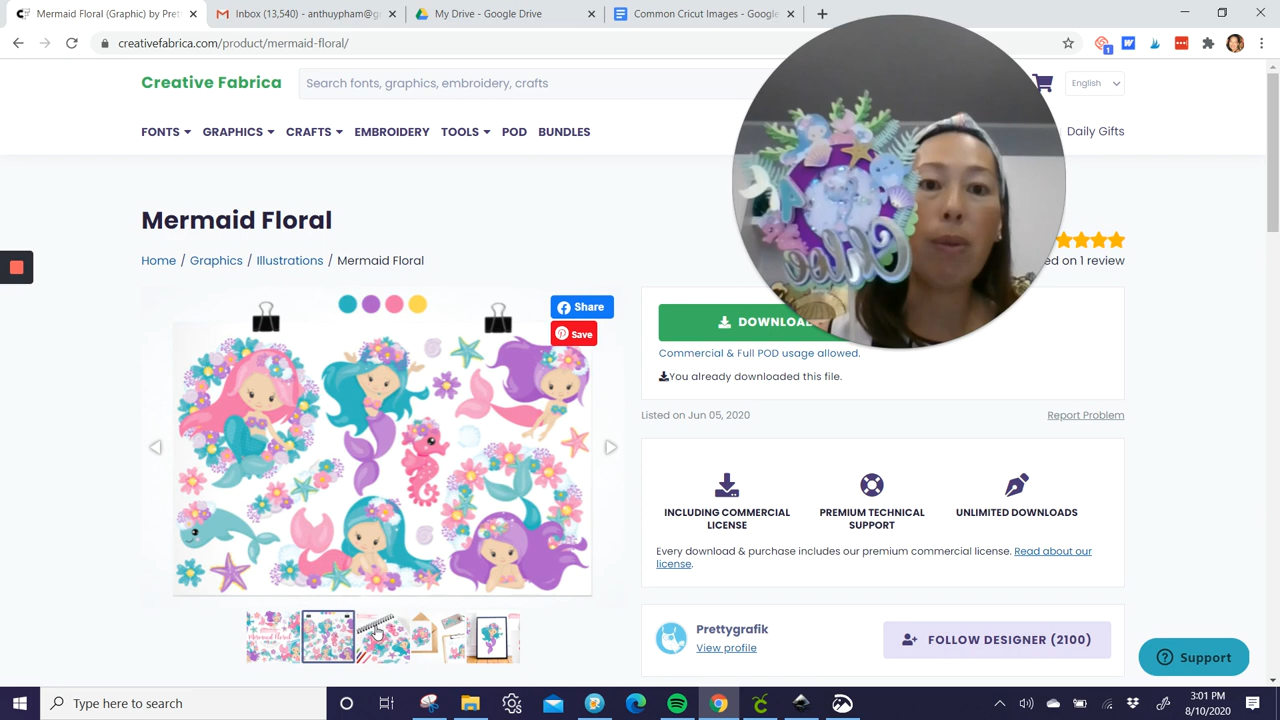 Mermaid Floral (Graphic) by Pret
Inbox (13,540) - anthuypham@g
My Drive - Google Drive
Common Cricut Images - Google
creativefabrica.com/product/mermaid-floral/
1
Creative Fabrica
Search fonts, graphics, embroidery, crafts
English
FONTS GRAPHICS CRAFTS EMBROIDERY TOOLS POD BUNDLES
Daily Gifts
Mermaid Floral
Home / Graphics / Illustrations / Mermaid Floral
ed on 1 review
Share
Save
Chloe
DOWNLOAD
Commercial & Full POD usage allowed.
You already downloaded this file.
Listed on Jun 05, 2020
Report Problem
INCLUDING COMMERCIAL
LICENSE
PREMIUM TECHNICAL
SUPPORT
UNLIMITED DOWNLOADS
Every download & purchase includes our premium commercial license. Read about our
license.
Mermaid Floral
Prettygrafik
View profile
FOLLOW DESIGNER (2100)
Support
Type here to search
3:01 PM
8/10/2020